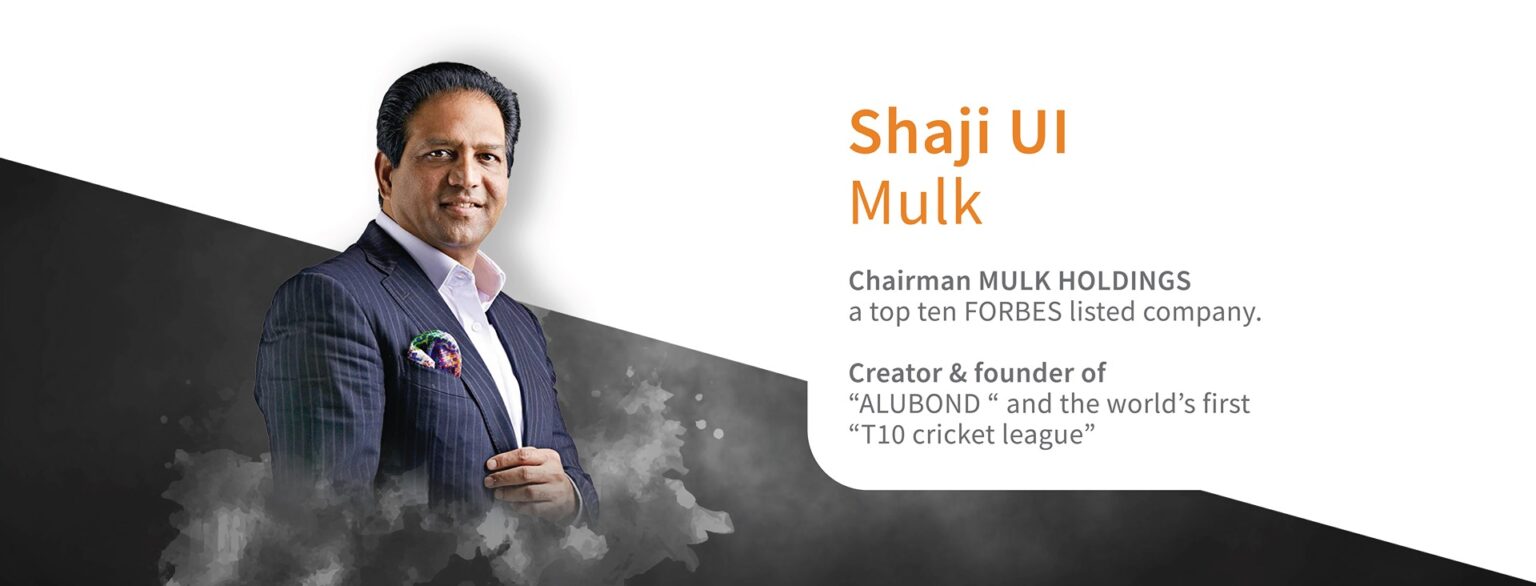 Shaji UI
Mulk
Chairman MULK HOLDINGS
a top ten FORBES listed company.
Creator & founder of
“ALUBOND “ and the world’s first
“T10 cricket league”